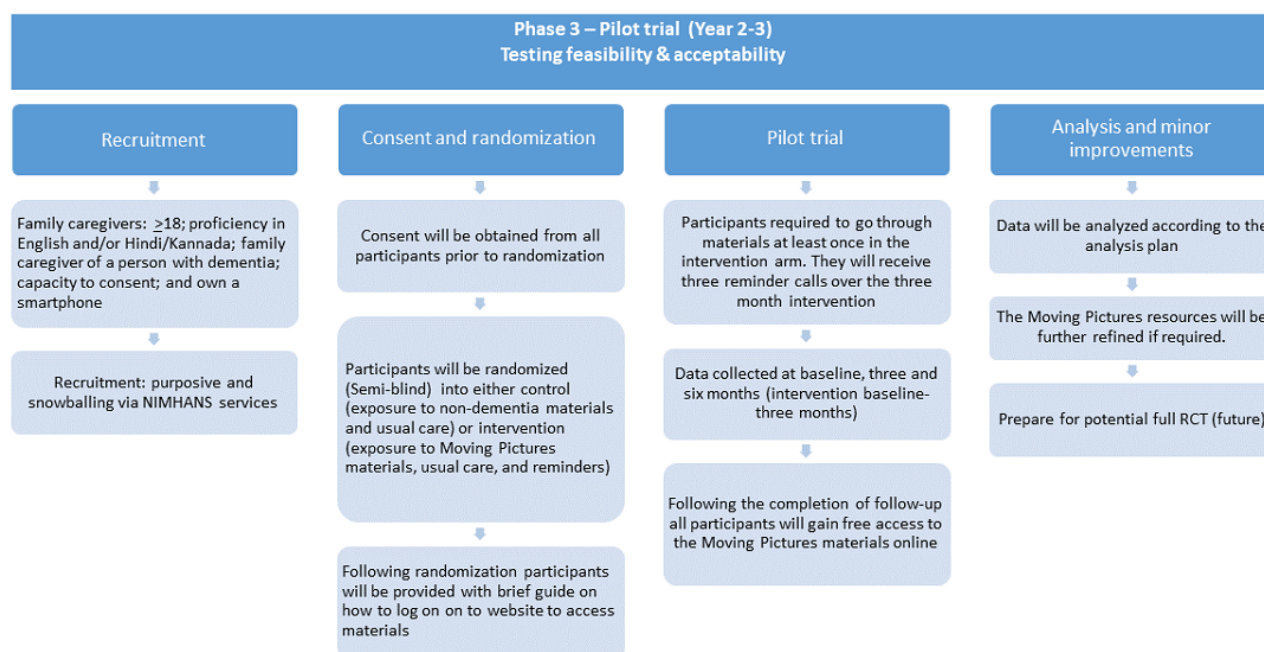 Phase 3 – Pilot trial (Year 2-3)
Testing feasibility & acceptability
Recruitment
Family caregivers: ≥18; proficiency in
English and/or Hindi/Kannada; family
caregiver of a person with dementia;
capacity to consent; and own a
smartphone
Recruitment: purposive and
snowballing via NIMHANS services
Consent and randomization
Consent will be obtained from all
participants prior to randomization
Participants will be randomized
(Semi-blind) into either control
(exposure to non-dementia materials
and usual care) or intervention
(exposure to Moving Pictures
materials, usual care, and reminders)
Following randomization participants
will be provided with brief guide on
how to log on on to website to access
materials
Pilot trial
Participants required to go through
materials at least once in the
intervention arm. They will receive
three reminder calls over the three
month intervention
Data collected at baseline, three and
six months (intervention baseline-
three months)
Following the completion of follow-up
all participants will gain free access to
the Moving Pictures materials online
Analysis and minor
improvements
Data will be analyzed according to the
analysis plan
The Moving Pictures resources will be
further refined if required.
Prepare for potential full RCT (future)